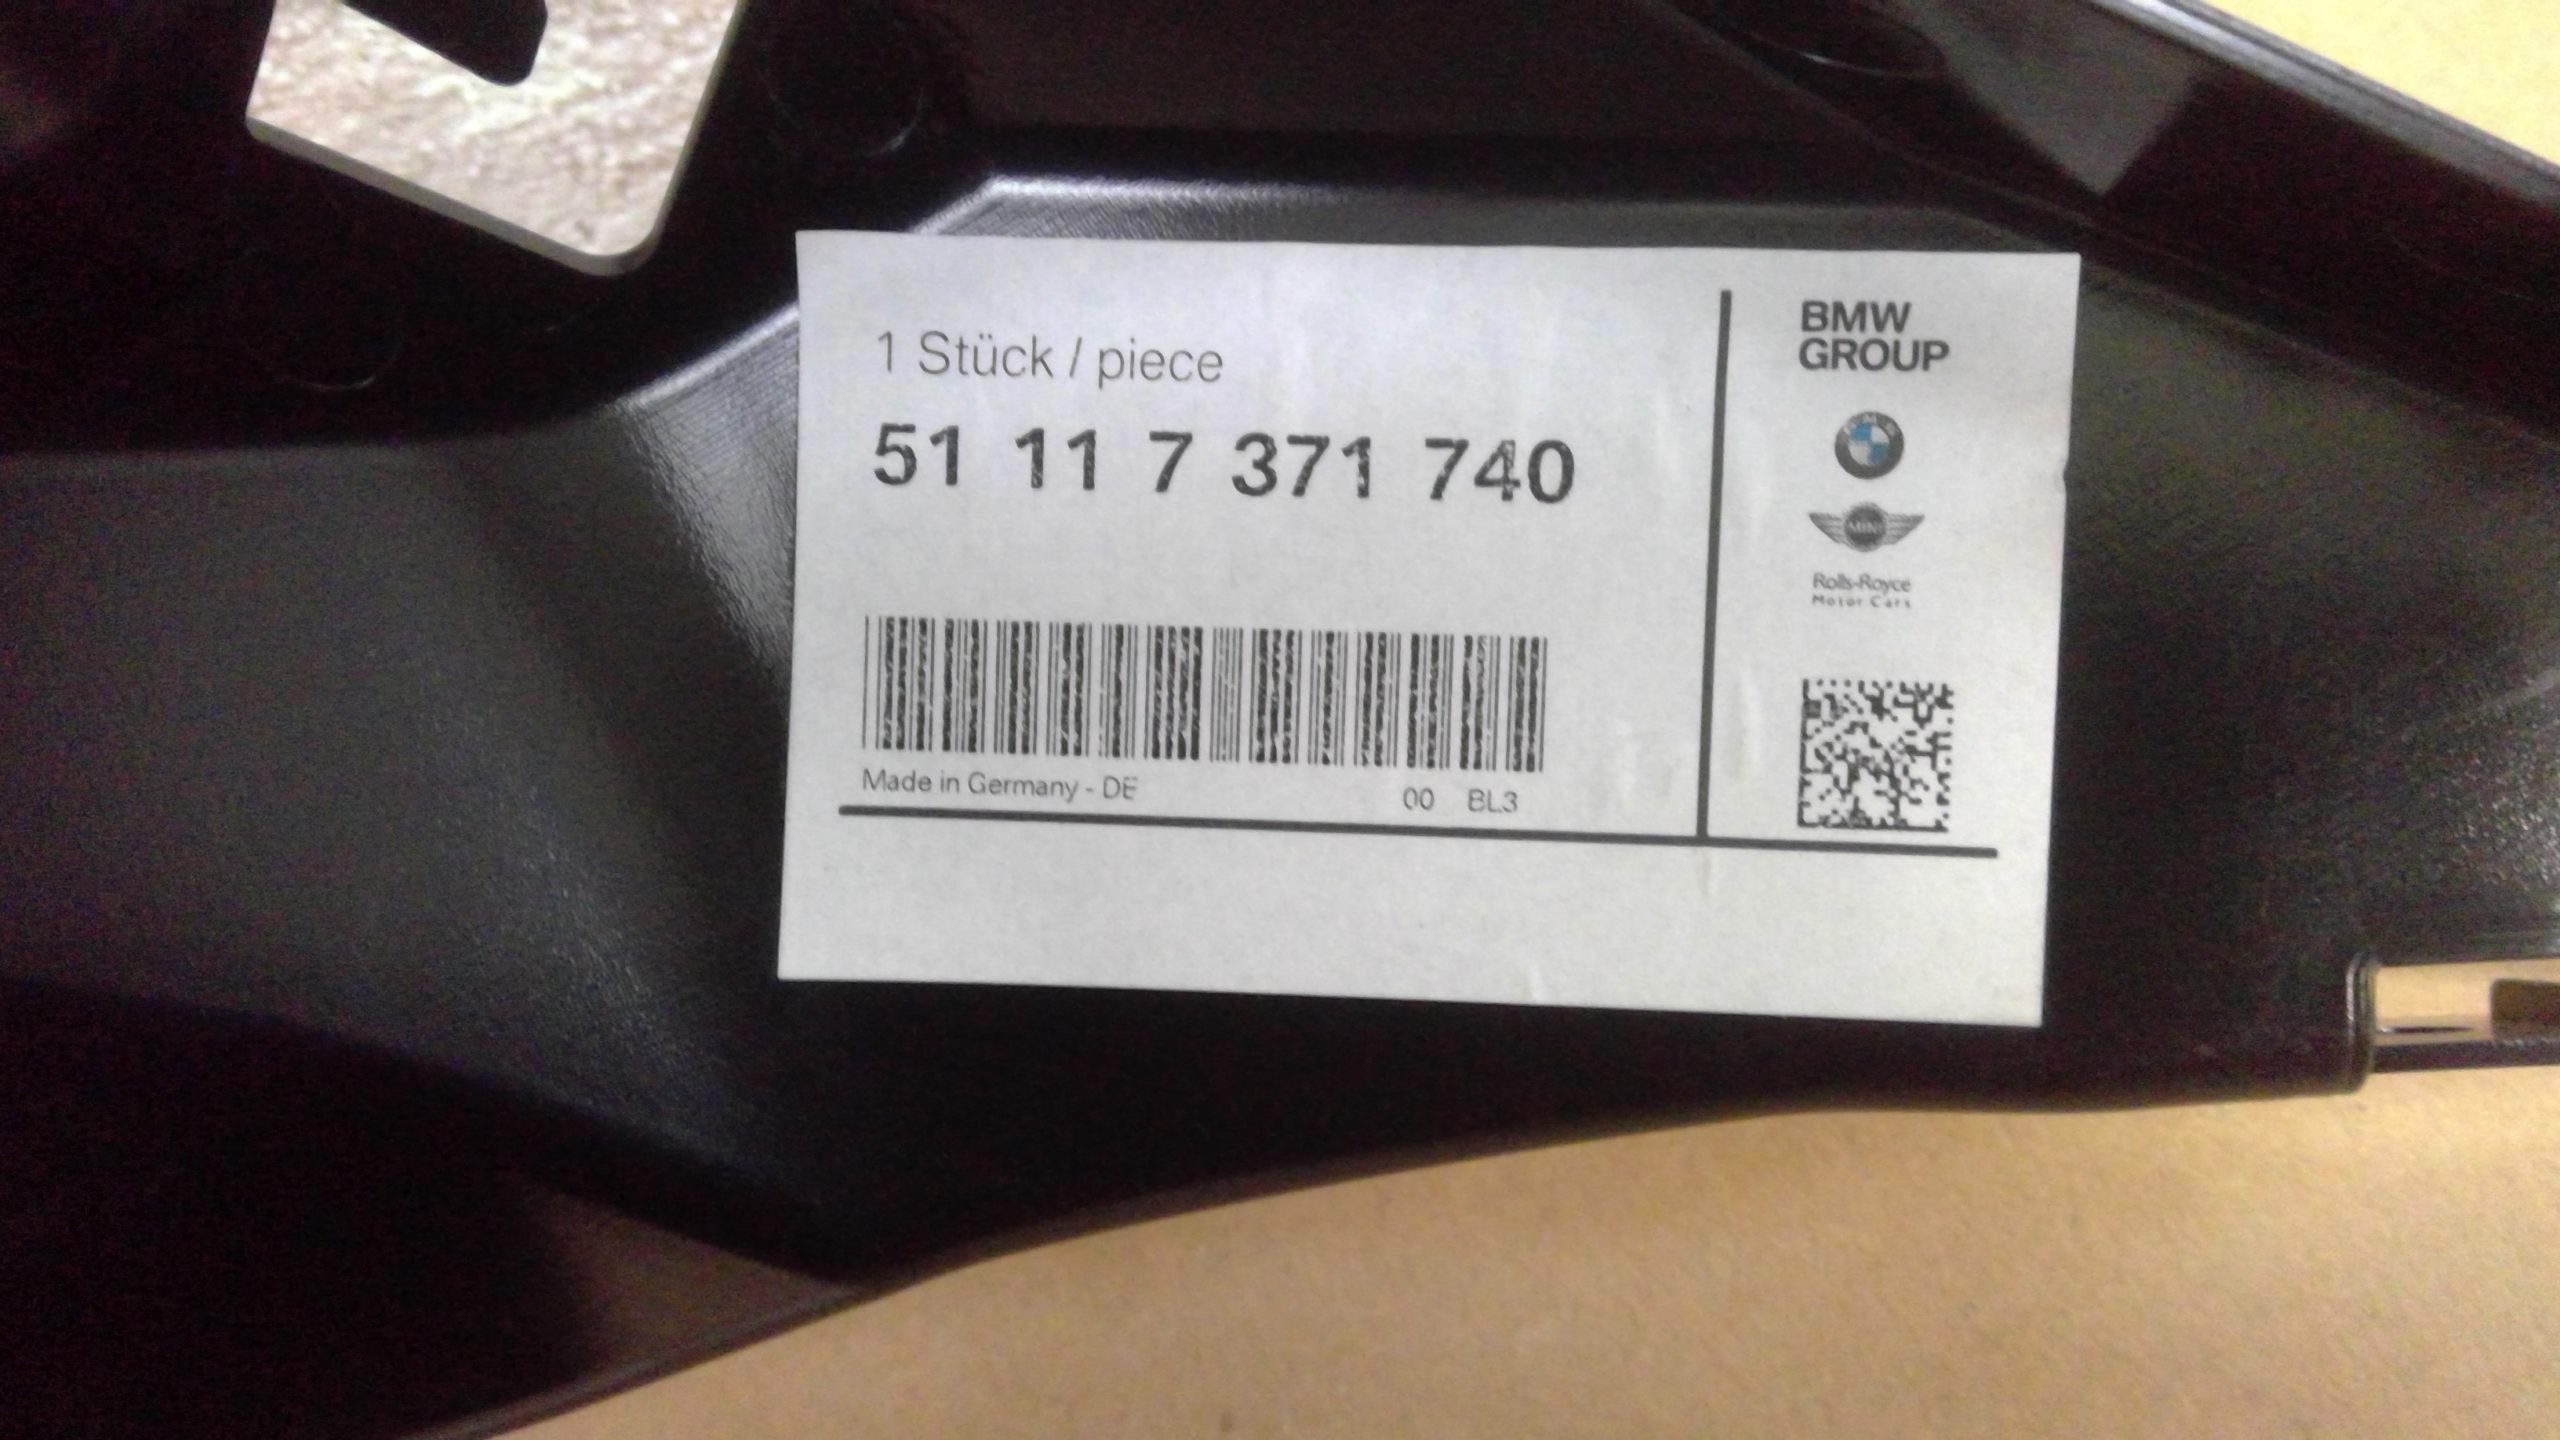 1 Stück / piece
51 11 7 371 740
Made in Germany - DE
00 BL3
BMW
GROUP
MINI
Rolls-Royce
Motor Cars